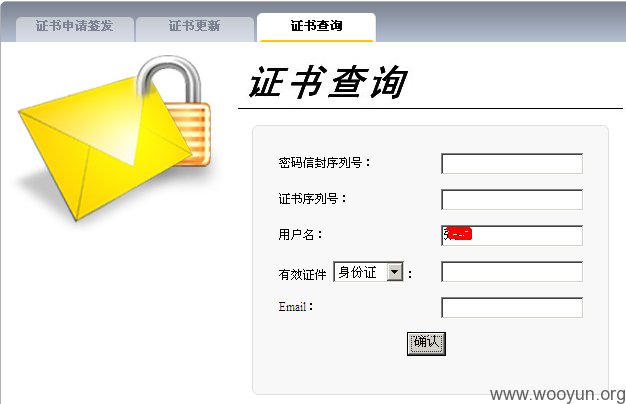 证书申请签发 证书更新 证书查询
证书查询
密码信封序列号：
证书序列号：
用户名：
有效证件 身份证 ：
Email：
确认
www.wooyun.org